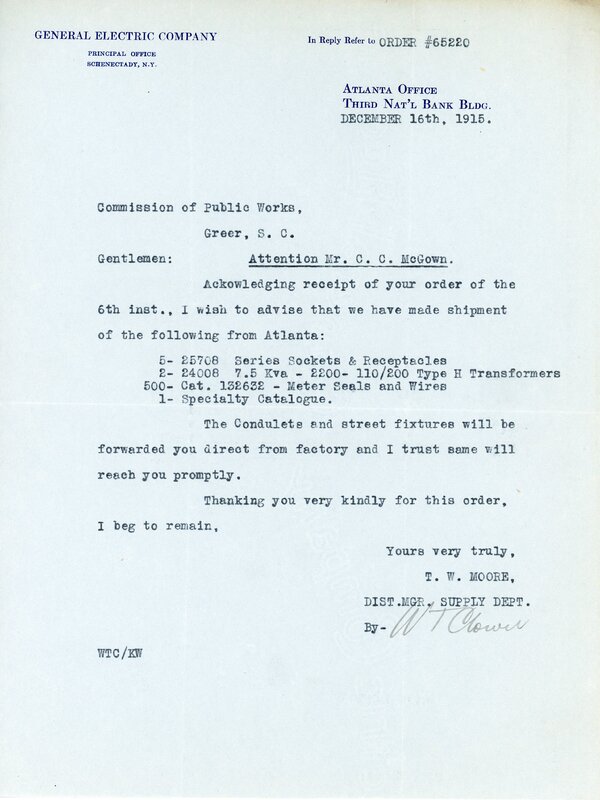 GENERAL ELECTRIC COMPANY
PRINCIPAL OFFICE
SCHENECTADY, N.Y.
In Reply Refer to ORDER #65220
ATLANTA OFFICE
THIRD NAT'L BANK BLDG.
DECEMBER 16th, 1915.
Commission of Public Works,
Greer, S. C.
Gentlemen: Attention Mr. C. C. McGown.
Ackowledging receipt of your order of the
6th inst., I wish to advise that we have made shipment
of the following from Atlanta:
5- 25708 Series Sockets & Receptacles
2- 24008 7.5 Kva - 2200- 110/200 Type H Transformers
500- Cat. 132632 - Meter Seals and Wires
1- Specialty Catalogue.
The Condulets and street fixtures will be
forwarded you direct from factory and I trust same will
reach you promptly.
Thanking you very kindly for this order,
I beg to remain,
Yours very truly,
T. W. MOORE,
DIST.MGR. SUPPLY DEPT.
By- W T Clower
WTC/KW